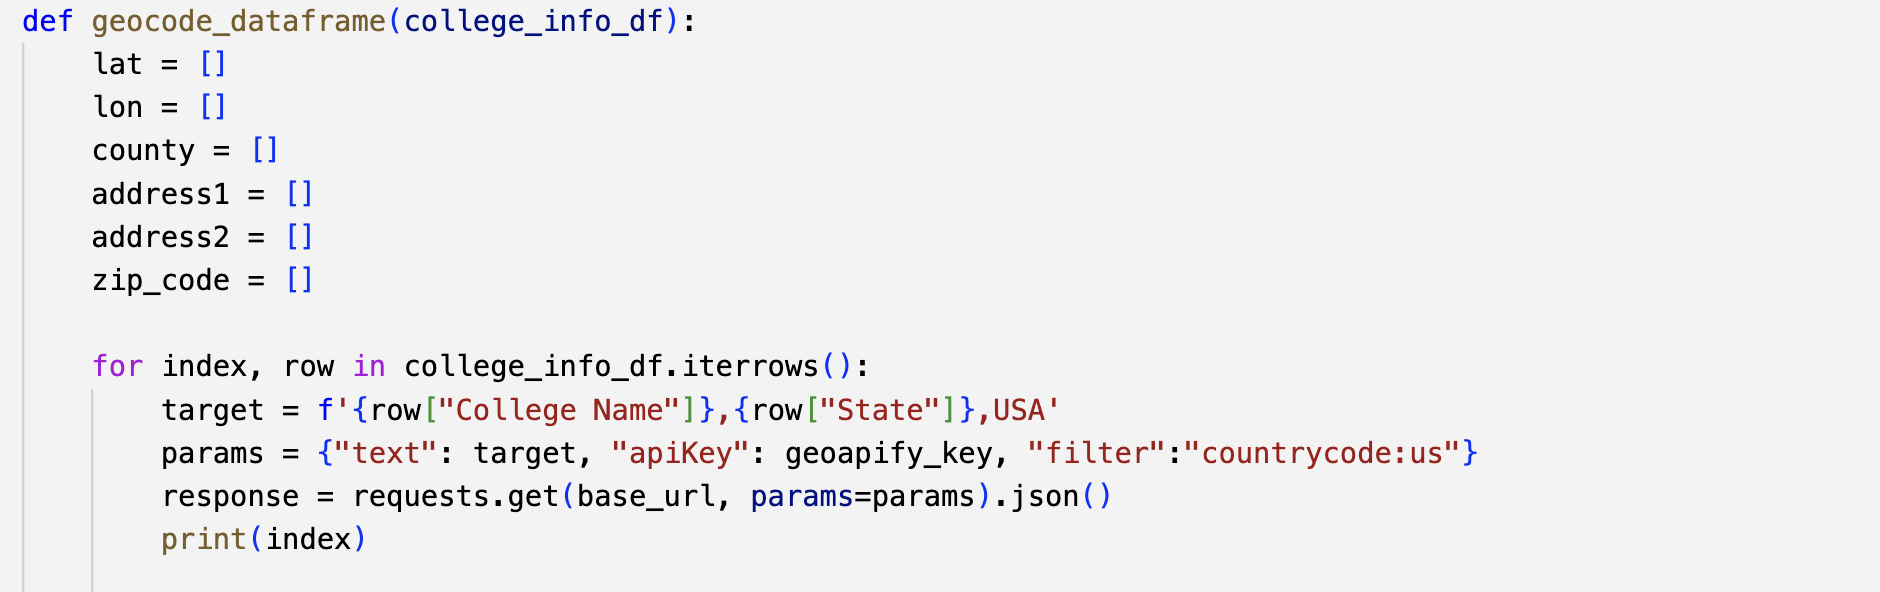 def geocode_dataframe(college_info_df):
    lat = []
    lon = []
    county = []
    address1 = []
    address2 = []
    zip_code = []

    for index, row in college_info_df.iterrows():
        target = f'{row["College Name"]},{row["State"]},USA'
        params = {"text": target, "apiKey": geoapify_key, "filter":"countrycode:us"}
        response = requests.get(base_url, params=params).json()
        print(index)